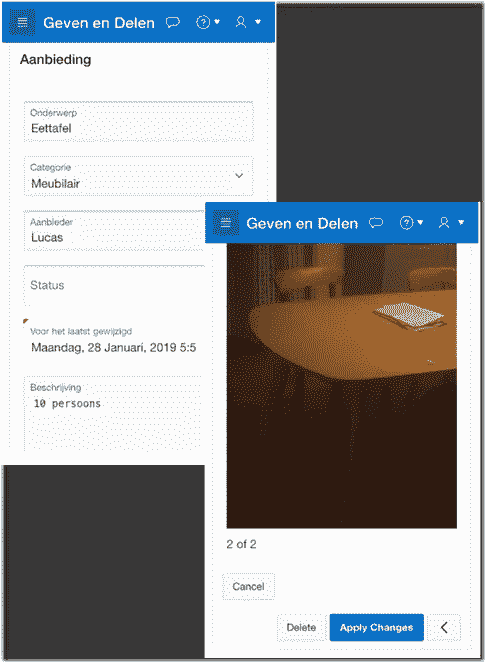 Geven en Delen
Aanbieding
Onderwerp
Eettafel
Categorie
Meubilair
Aanbieder
Lucas
Status
Voor het laatst gewijzigd
Maandag, 28 Januari, 2019 5:5
Beschrijving
10 persoons
Geven en Delen
2 of 2
Cancel
Delete
Apply Changes